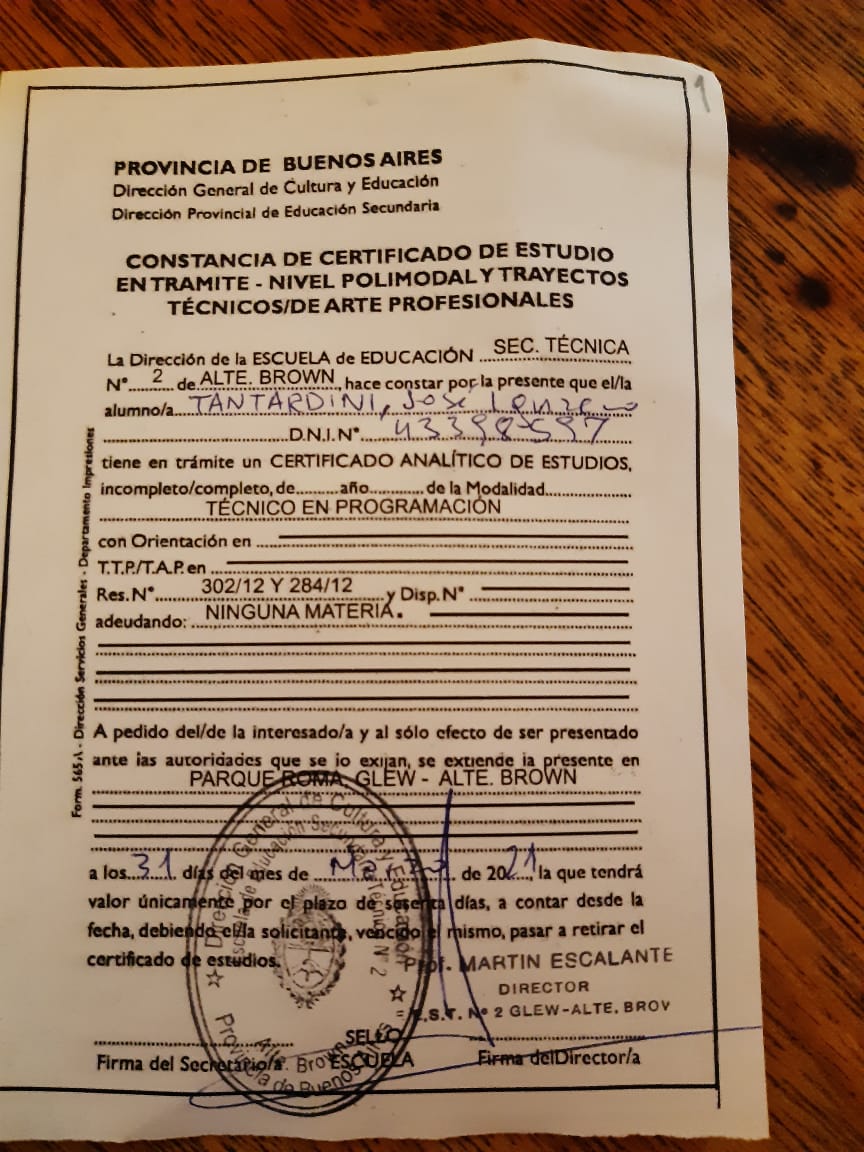 1
PROVINCIA DE BUENOS AIRES
Dirección General de Cultura y Educación
Dirección Provincial de Educación Secundaria
CONSTANCIA DE CERTIFICADO DE ESTUDIO
EN TRAMITE - NIVEL POLIMODAL Y TRAYECTOS
TÉCNICOS/DE ARTE PROFESIONALES
La Dirección de la ESCUELA de EDUCACIÓN SEC. TÉCNICA
N° 2 de ALTE. BROWN, hace constar por la presente que el/la
alumno/a TANTARDINI, José
D.N.I. N° 43398597
tiene en trámite un CERTIFICADO ANALÍTICO DE ESTUDIOS,
incompleto/completo, de........año............de la Modalidad.................
TÉCNICO EN PROGRAMACIÓN
con Orientación en
T.T.P./T.A.P. en
Res. N° 302/12 Y 284/12 y Disp. N°
adeudando: NINGUNA MATERIA.
A pedido del/de la interesado/a y al sólo efecto de ser presentado
ante las autoridades que se lo exijan, se extiende la presente en
PARQUE ROMA, GLEW - ALTE. BROWN
a los 31 días del mes de Marzo de 2021, la que tendrá
valor únicamente por el plazo de sesenta días, a contar desde la
fecha, debiendo el/la solicitante, vencido el mismo, pasar a retirar el
certificado de estudios.
Prof. MARTIN ESCALANTE
DIRECTOR
E.S.T. N° 2 GLEW-ALTE. BROV
SELLO
Firma del Secretario/a ESCUELA Firma del Director/a
Form. 565 A - Dirección Servicios Generales - Departamento Impresiones
Dirección General de Cultura y Educación
Escuela de Educación Secundaria Técnica N° 2
Alte. Brown
Provincia de Buenos Aires